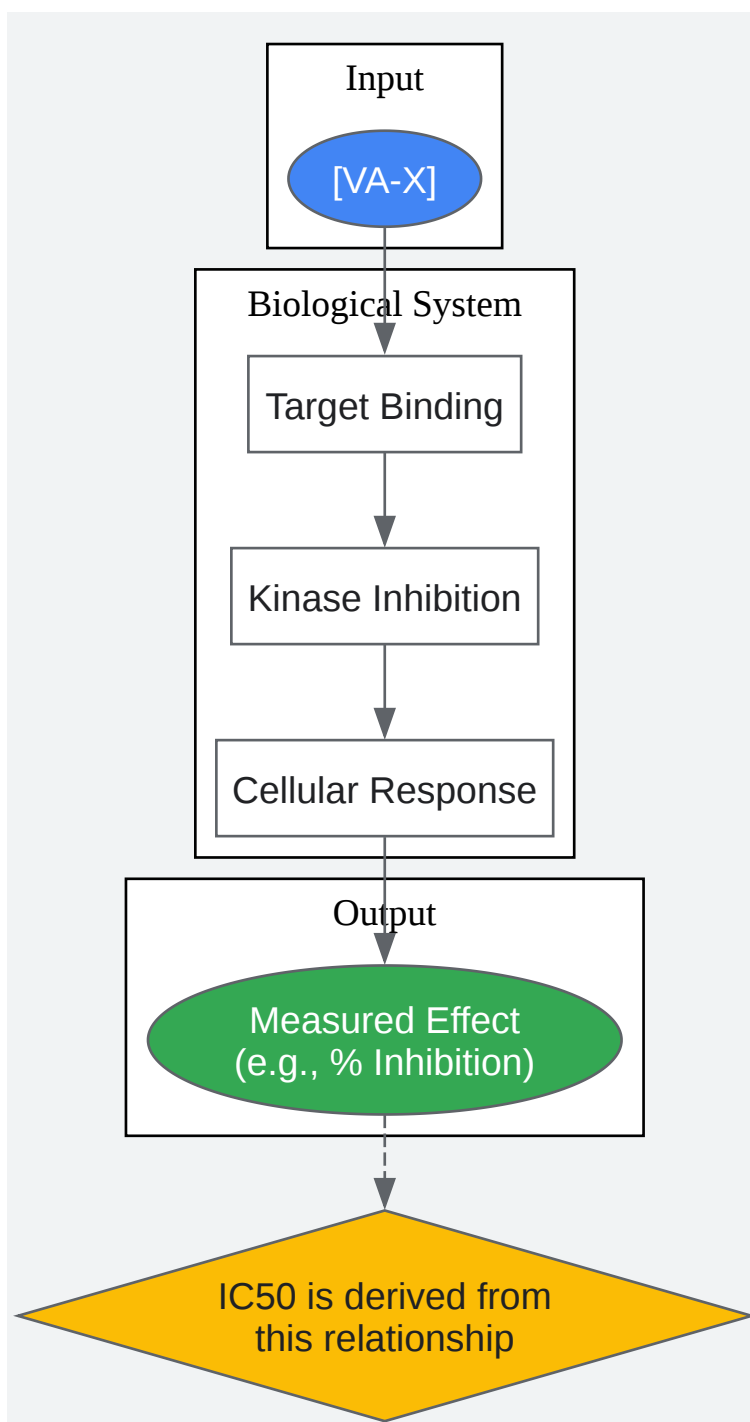 Input
[VA-X]
Biological System
Target Binding
Kinase Inhibition
Cellular Response
Output
Measured Effect
(e.g., % Inhibition)
IC50 is derived from
this relationship